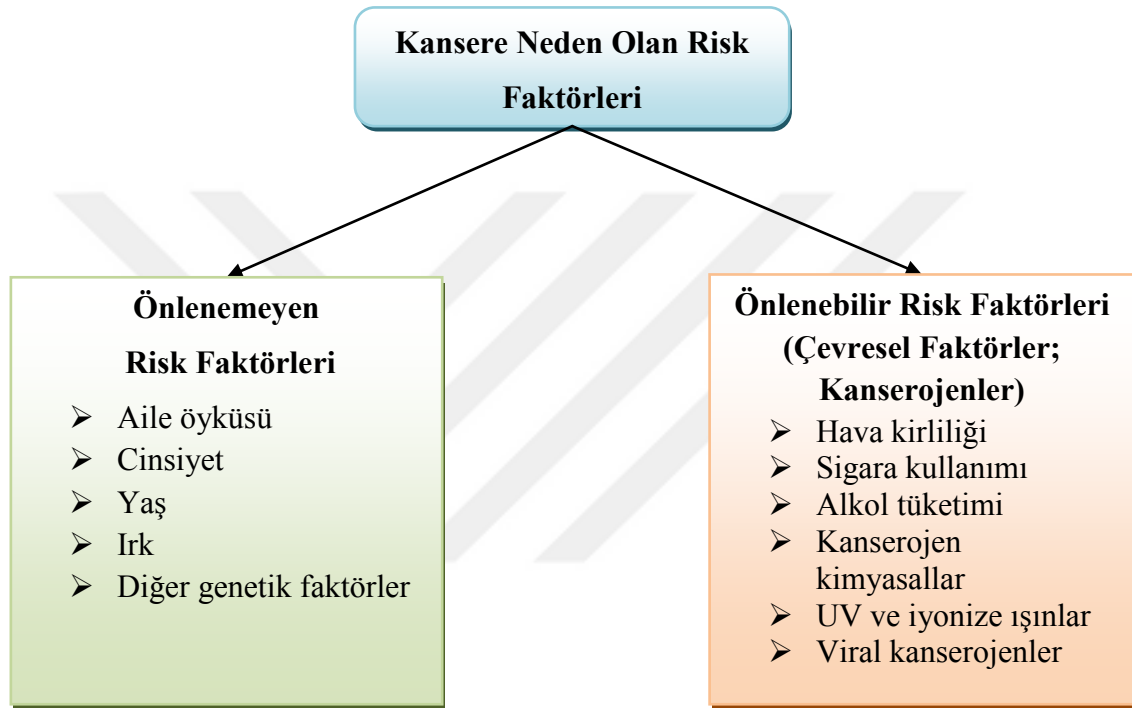 Kansere Neden Olan Risk
Faktörleri
Önlenemeyen
Risk Faktörleri
➢ Aile öyküsü
➢ Cinsiyet
➢ Yaş
➢ Irk
➢ Diğer genetik faktörler
Önlenebilir Risk Faktörleri
(Çevresel Faktörler;
Kanserojenler)
➢ Hava kirliliği
➢ Sigara kullanımı
➢ Alkol tüketimi
➢ Kanserojen
kimyasallar
➢ UV ve iyonize ışınlar
➢ Viral kanserojenler